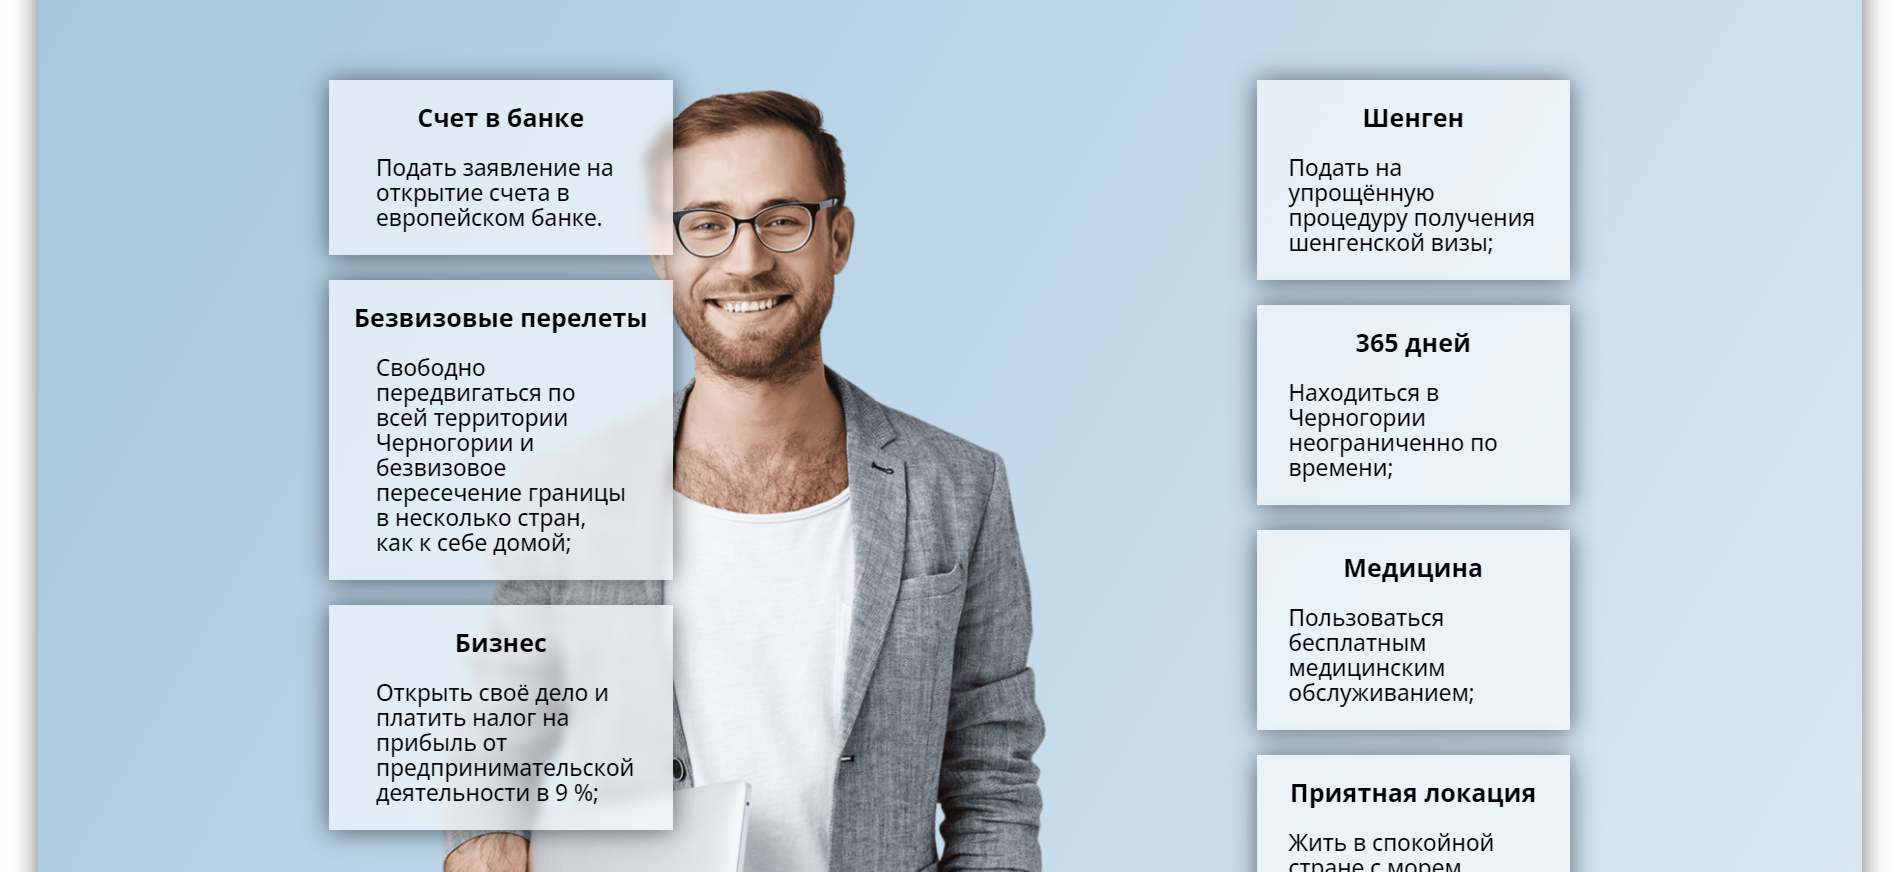 Счет в банке
Подать заявление на
открытие счета в
европейском банке.
Безвизовые перелеты
Свободно
передвигаться по
всей территории
Черногории и
безвизовое
пересечение границы
в несколько стран,
как к себе домой;
Бизнес
Открыть своё дело и
платить налог на
прибыль от
предпринимательской
деятельности в 9 %;
Шенген
Подать на
упрощённую
процедуру получения
шенгенской визы;
365 дней
Находиться в
Черногории
неограниченно по
времени;
Медицина
Пользоваться
бесплатным
медицинским
обслуживанием;
Приятная локация
Жить в спокойной
стране с морем